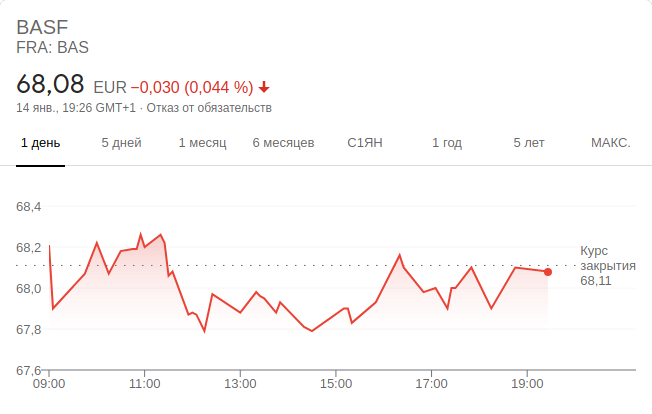 BASF
FRA: BAS
68,08 EUR −0,030 (0,044 %)
14 янв., 19:26 GMT+1 · Отказ от обязательств
1 день 5 дней 1 месяц 6 месяцев С1ЯН 1 год 5 лет МАКС.
68,4
68,2
68,0
67,8
67,6
Курс
закрытия
68,11
09:00 11:00 13:00 15:00 17:00 19:00